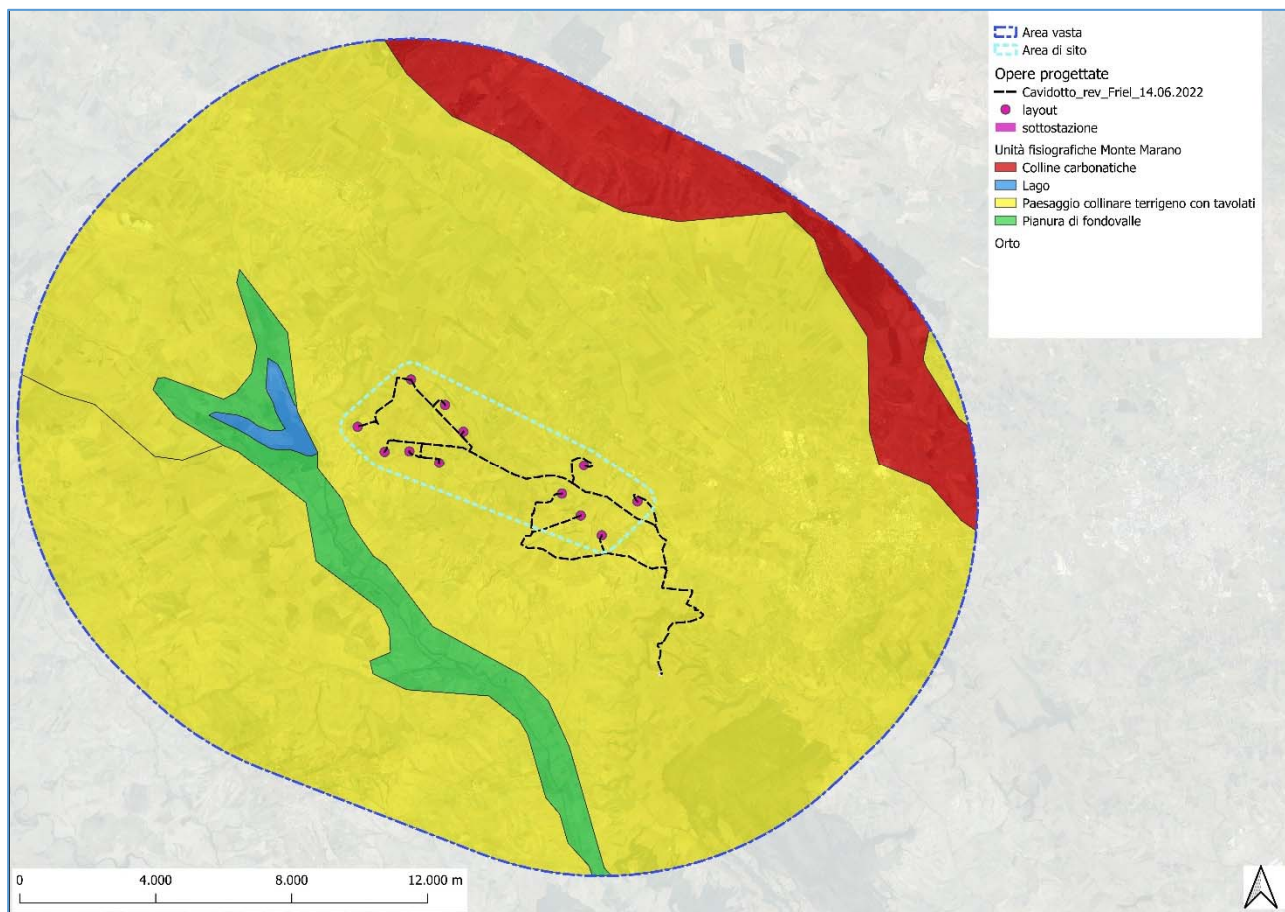 Area vasta
Area di sito
Opere progettate
Cavidotto_rev_Friel_14.06.2022
layout
sottostazione
Unità fisiografiche Monte Marano
Colline carbonatiche
Lago
Paesaggio collinare terrigeno con tavolati
Pianura di fondovalle
Orto
0 4.000 8.000 12.000 m